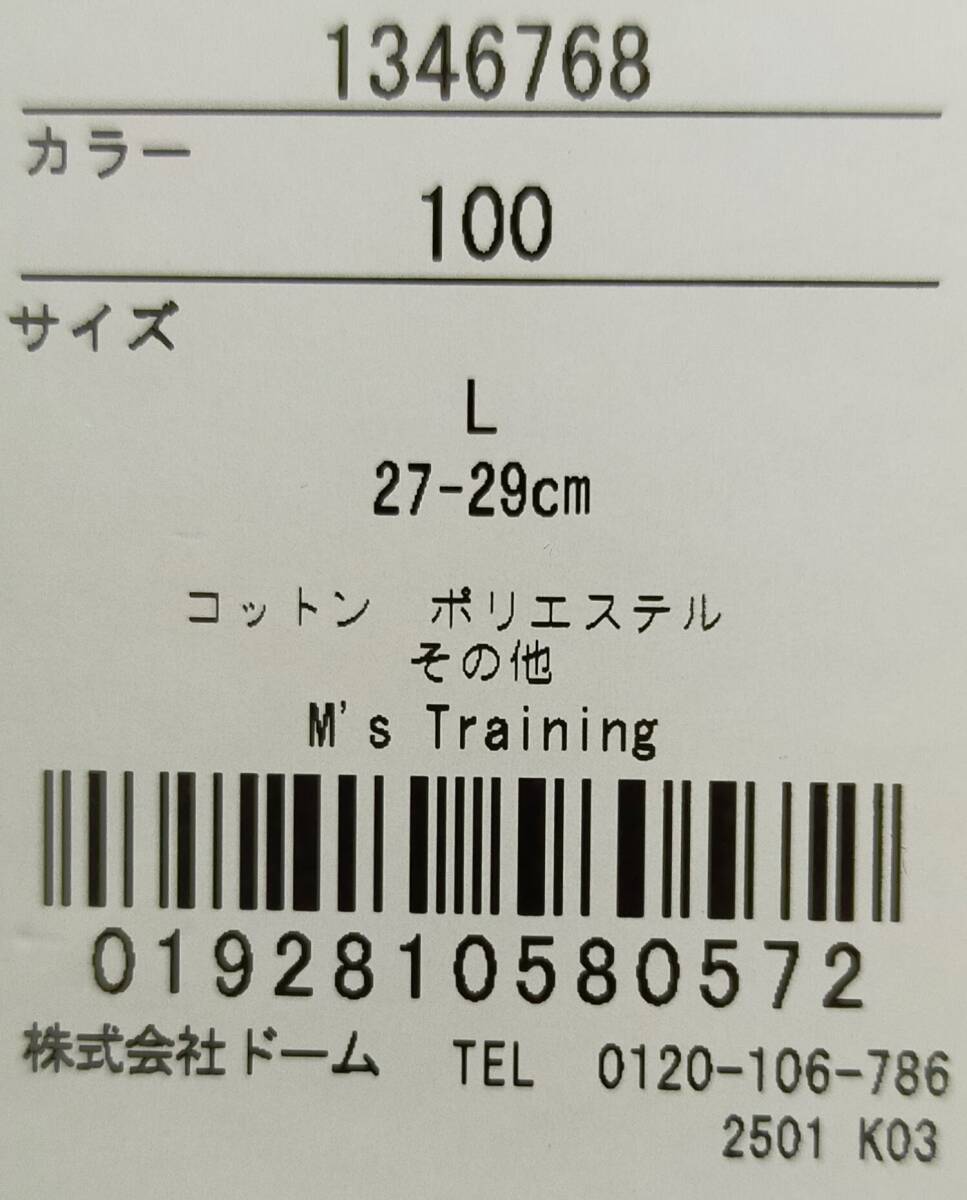 1346768
カラー
100
サイズ
L
27-29cm
コットン　ポリエステル
その他
M's Training
0192810580572
株式会社ドーム　TEL　0120-106-786
2501 K03